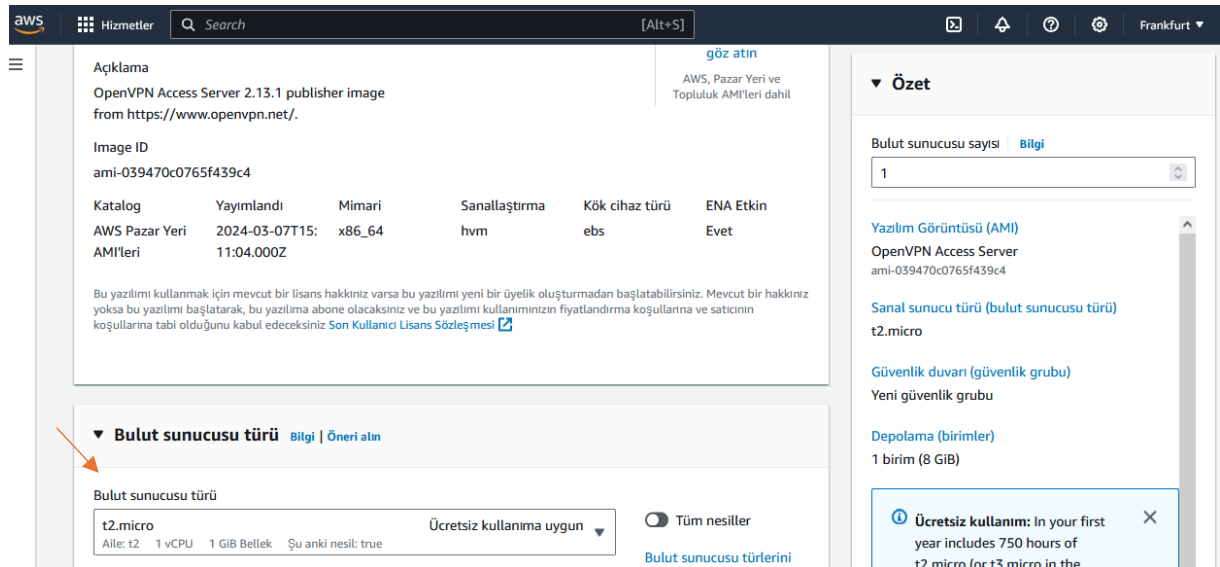 aws
Hizmetler
Search
[Alt+S]
Frankfurt
Açıklama
OpenVPN Access Server 2.13.1 publisher image
from https://www.openvpn.net/.
göz atın
AWS, Pazar Yeri ve
Topluluk AMI'leri dahil
Image ID
ami-039470c0765f439c4
Katalog Yayımlandı Mimari Sanallaştırma Kök cihaz türü ENA Etkin
AWS Pazar Yeri 2024-03-07T15: x86_64 hvm ebs Evet
AMI'leri 11:04.000Z
Bu yazılımı kullanmak için mevcut bir lisans hakkınız varsa bu yazılımı yeni bir üyelik oluşturmadan başlatabilirsiniz. Mevcut bir hakkınız
yoksa bu yazılımı başlatarak, bu yazılıma abone olacaksınız ve bu yazılımı kullanımınızın fiyatlandırma koşullarına ve satıcının
koşullarına tabi olduğunu kabul edeceksiniz Son Kullanıcı Lisans Sözleşmesi
Bulut sunucusu türü Bilgi | Öneri alın
Bulut sunucusu türü
t2.micro Ücretsiz kullanıma uygun
Aile: t2 1 vCPU 1 GiB Bellek Şu anki nesil: true
Tüm nesiller
Bulut sunucusu türlerini
Özet
Bulut sunucusu sayısı Bilgi
1
Yazılım Görüntüsü (AMI)
OpenVPN Access Server
ami-039470c0765f439c4
Sanal sunucu türü (bulut sunucusu türü)
t2.micro
Güvenlik duvarı (güvenlik grubu)
Yeni güvenlik grubu
Depolama (birimler)
1 birim (8 GiB)
Ücretsiz kullanım: In your first
year includes 750 hours of
t2.micro (or t3.micro in the